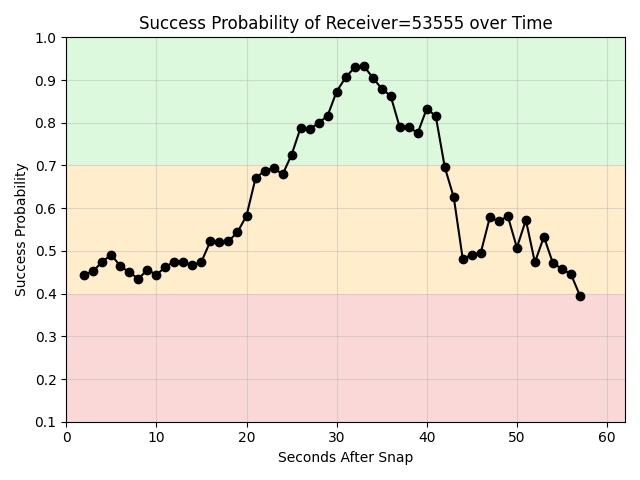 Success Probability of Receiver=53555 over Time
1.0
0.9
0.8
0.7
0.6
0.5
0.4
0.3
0.2
0.1
Success Probability
0 10 20 30 40 50 60
Seconds After Snap